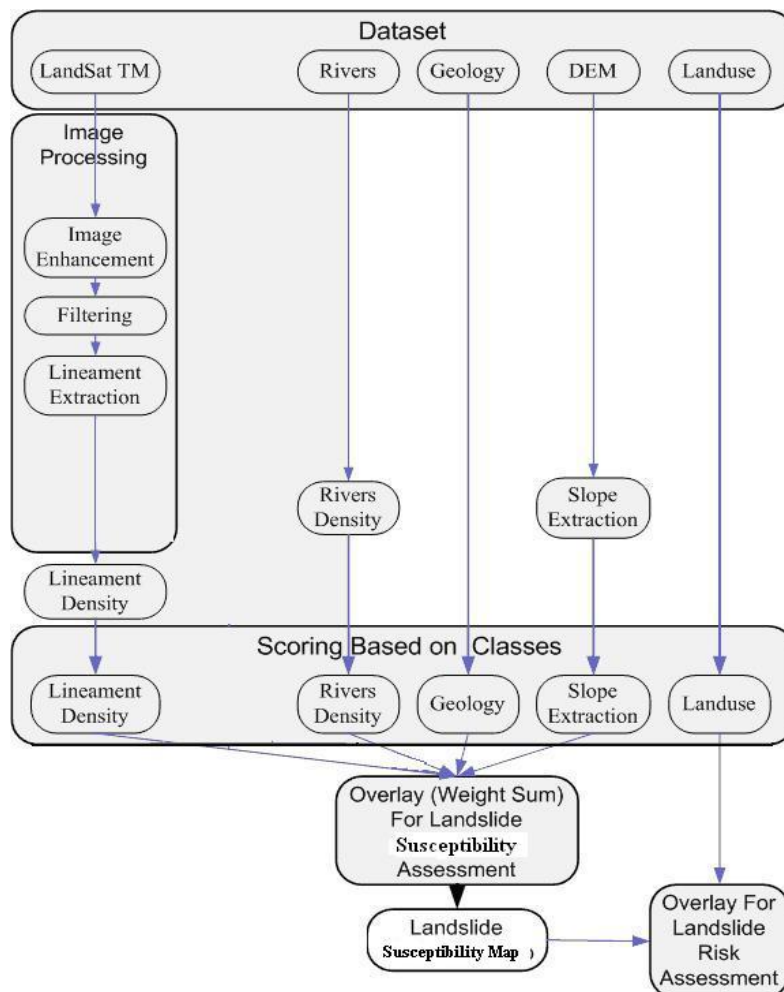 Dataset
LandSat TM
Rivers
Geology
DEM
Landuse
Image
Processing
Image
Enhancement
Filtering
Lineament
Extraction
Rivers
Density
Slope
Extraction
Lineament
Density
Scoring Based on Classes
Lineament
Density
Rivers
Density
Geology
Slope
Extraction
Landuse
Overlay (Weight Sum)
For Landslide
Susceptibility
Assessment
Landslide
Susceptibility Map )
Overlay For
Landslide
Risk
Assessment